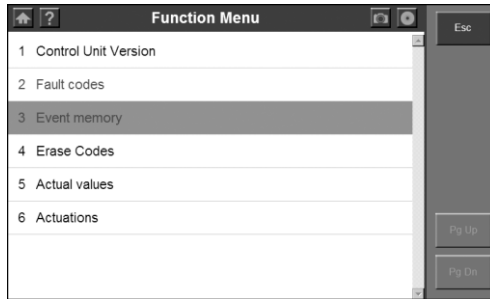 ?
Function Menu
Esc
1 Control Unit Version
2 Fault codes
3 Event memory
4 Erase Codes
5 Actual values
6 Actuations
Pg Up
Pg Dn